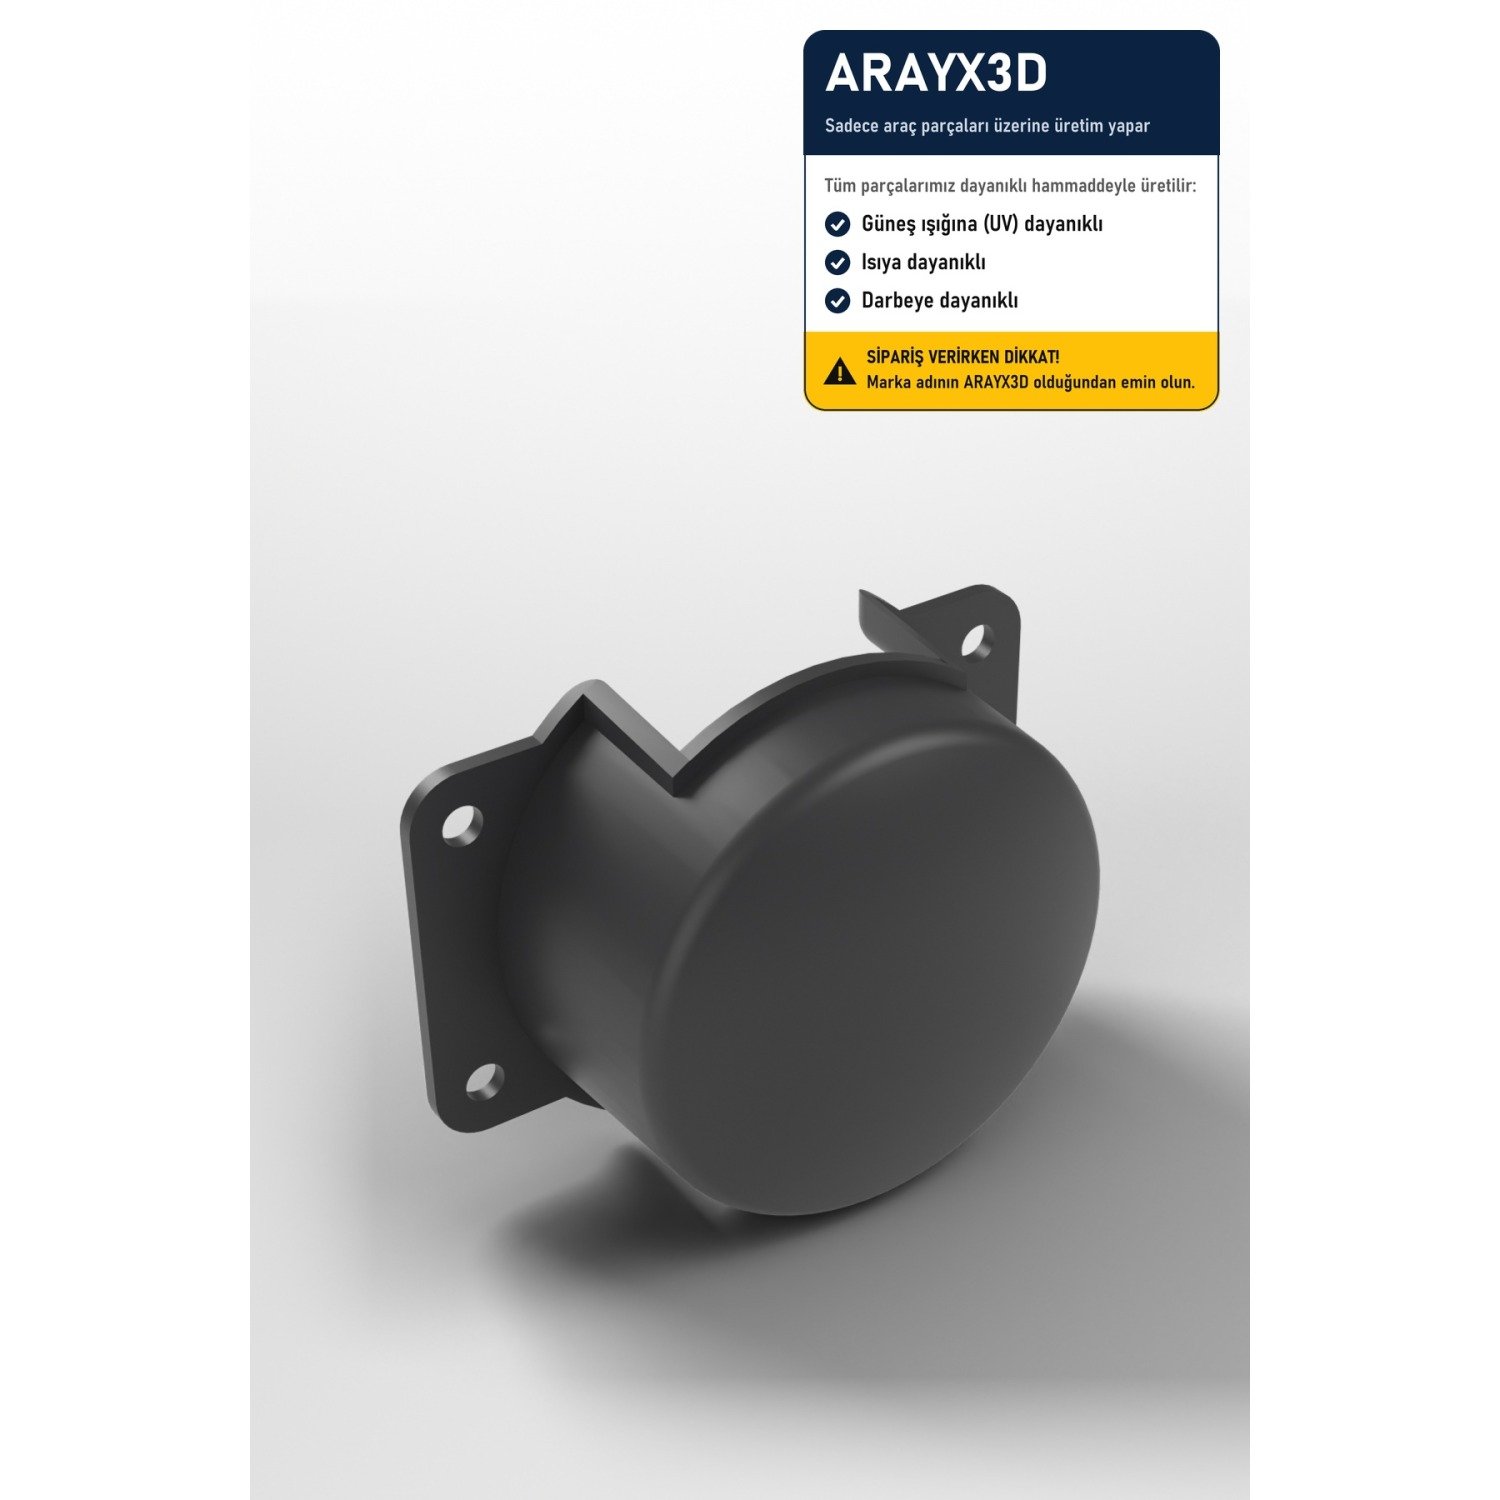 ARAYX3D
Sadece araç parçaları üzerine üretim yapar
Tüm parçalarımız dayanıklı hammaddeyle üretilir:
Güneş ışığına (UV) dayanıklı
Isıya dayanıklı
Darbeye dayanıklı
SİPARİŞ VERİRKEN DİKKAT!
Marka adının ARAYX3D olduğundan emin olun.